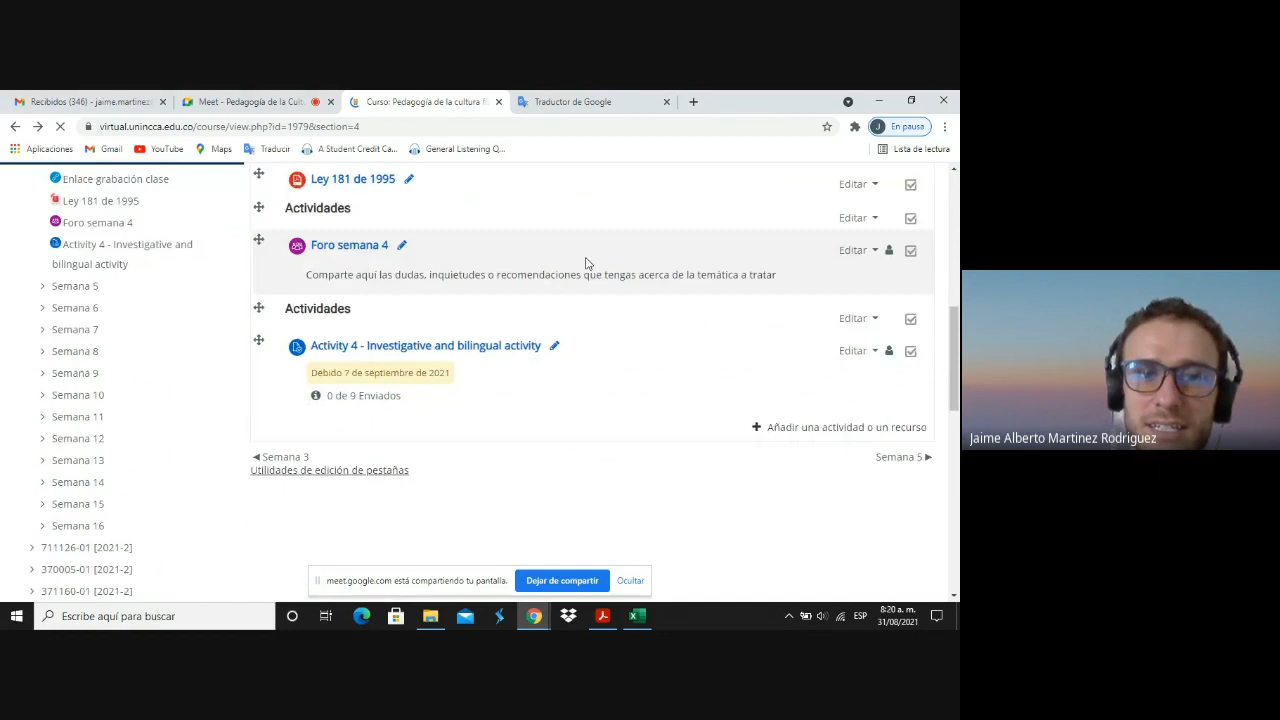 Recibidos (346) - jaime.martinez
Meet - Pedagogía de la Cultu
Curso: Pedagogía de la cultura fí
Traductor de Google
virtual.unincca.edu.co/course/view.php?id=1979&section=4
J En pausa
Aplicaciones
Gmail
YouTube
Maps
Traducir
A Student Credit Ca...
General Listening Q...
Lista de lectura
Enlace grabación clase
Ley 181 de 1995
Foro semana 4
Activity 4 - Investigative and
bilingual activity
Semana 5
Semana 6
Semana 7
Semana 8
Semana 9
Semana 10
Semana 11
Semana 12
Semana 13
Semana 14
Semana 15
Semana 16
711126-01 [2021-2]
370005-01 [2021-2]
371160-01 [2021-2]
Ley 181 de 1995
Editar
Actividades
Editar
Foro semana 4
Editar
Comparte aquí las dudas, inquietudes o recomendaciones que tengas acerca de la temática a tratar
Actividades
Editar
Activity 4 - Investigative and bilingual activity
Editar
Debido 7 de septiembre de 2021
0 de 9 Enviados
Añadir una actividad o un recurso
Semana 3
Semana 5
Utilidades de edición de pestañas
meet.google.com está compartiendo tu pantalla.
Dejar de compartir
Ocultar
Escribe aquí para buscar
ESP
8:20 a. m.
31/08/2021
Jaime Alberto Martinez Rodriguez